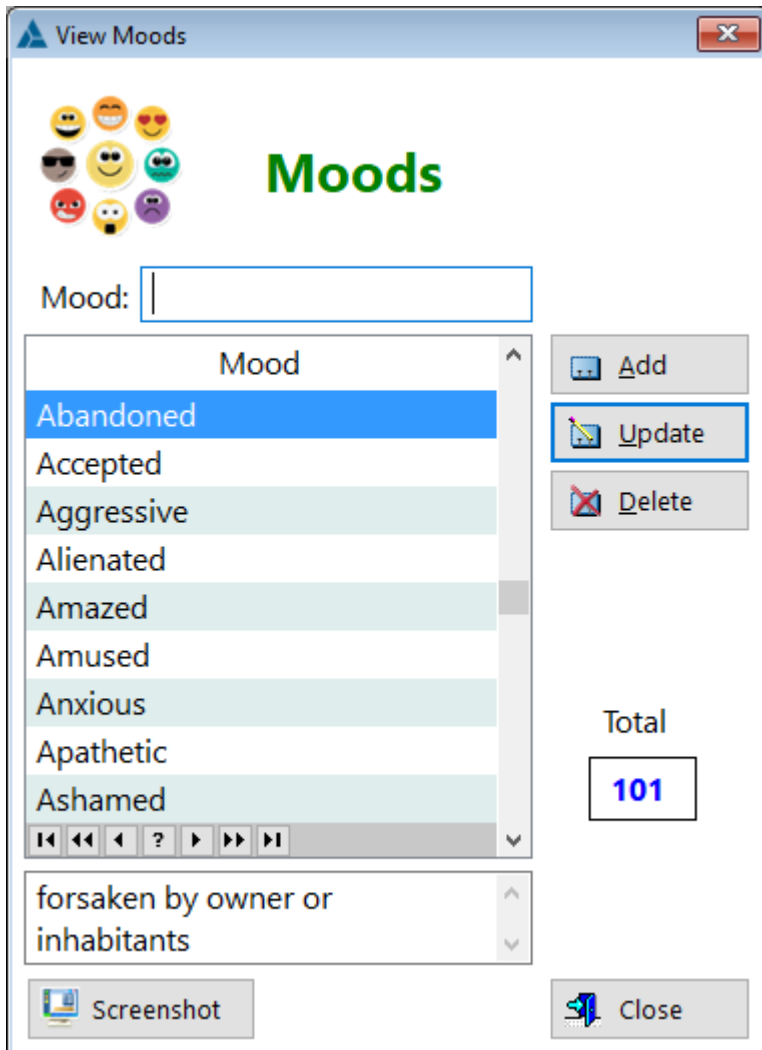 View Moods
Moods
Mood:
Mood
Abandoned
Accepted
Aggressive
Alienated
Amazed
Amused
Anxious
Apathetic
Ashamed
?
forsaken by owner or
inhabitants
Add
Update
Delete
Total
101
Screenshot
Close